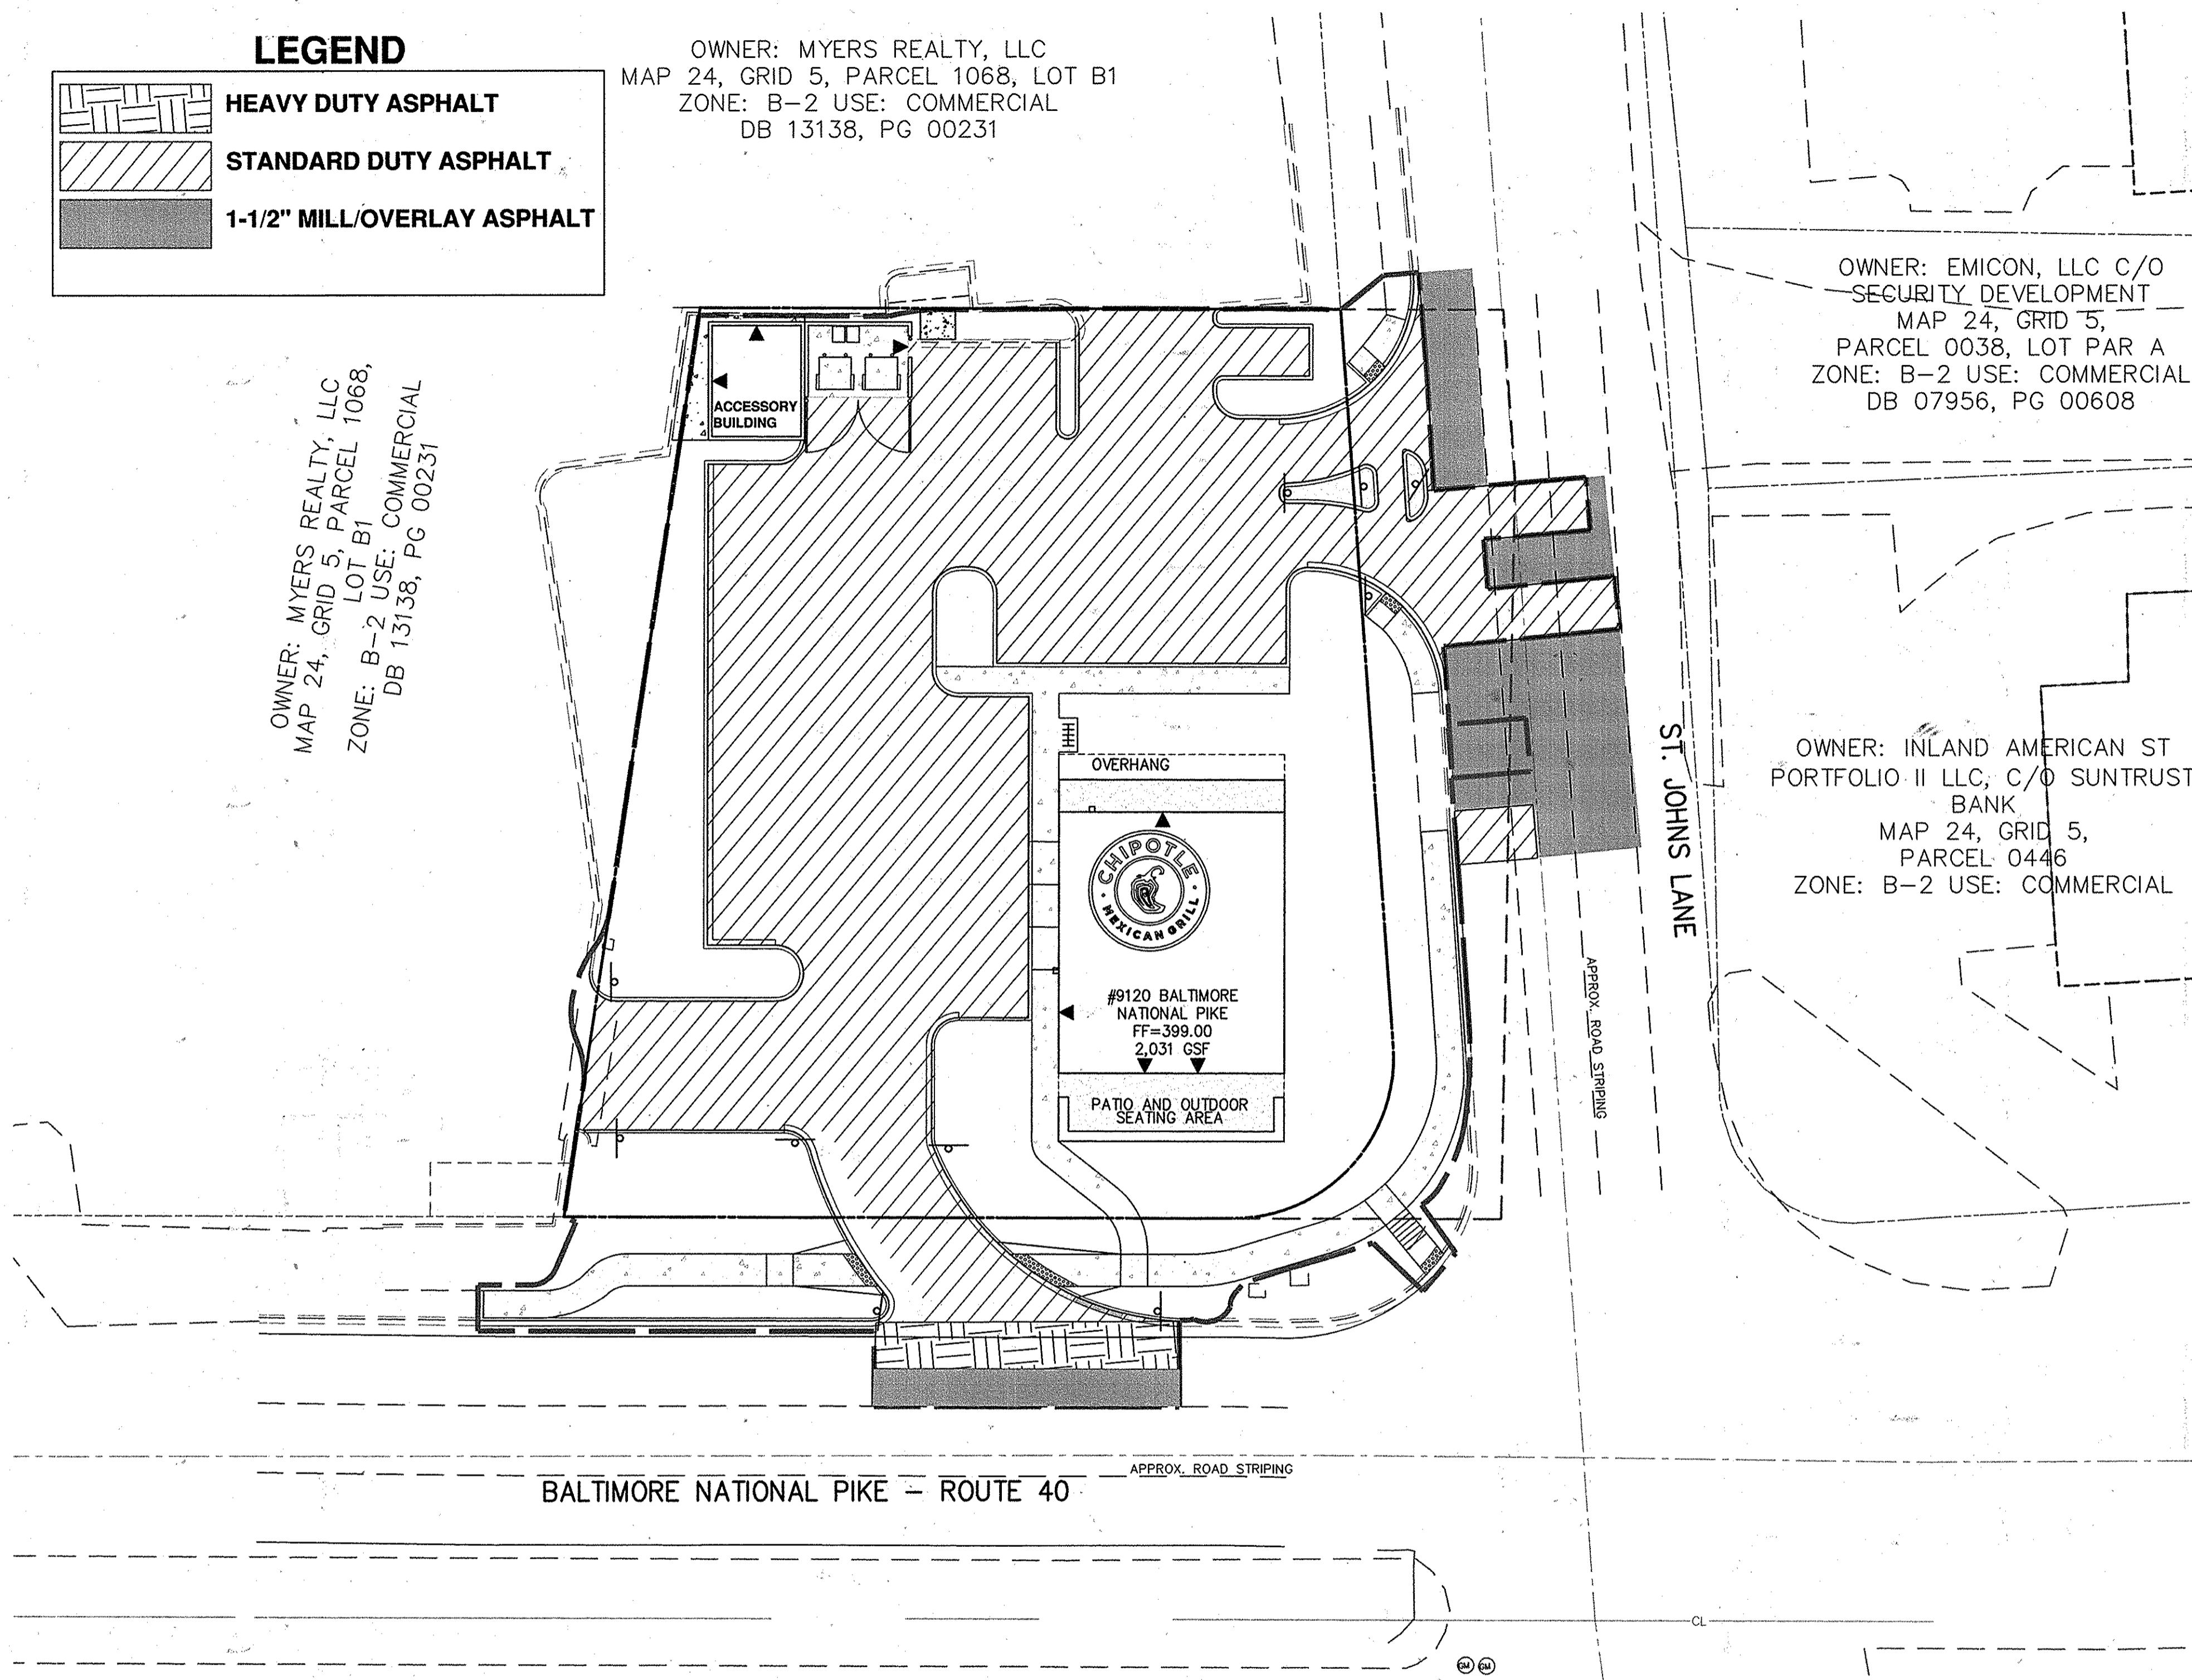 LEGEND
HEAVY DUTY ASPHALT
STANDARD DUTY ASPHALT
1-1/2" MILL/OVERLAY ASPHALT
OWNER: MYERS REALTY, LLC
MAP 24, GRID 5, PARCEL 1068, LOT B1
ZONE: B-2 USE: COMMERCIAL
DB 13138, PG 00231
OWNER: EMICON, LLC C/O
SECURITY DEVELOPMENT
MAP 24, GRID 5,
PARCEL 0038, LOT PAR A
ZONE: B-2 USE: COMMERCIAL
DB 07956, PG 00608
OWNER: MYERS REALTY, LLC
MAP 24, GRID 5, PARCEL 1068,
LOT B1
ZONE: B-2 USE: COMMERCIAL
DB 13138, PG 00231
ACCESSORY
BUILDING
OVERHANG
CHIPOTLE
MEXICAN GRILL
#9120 BALTIMORE
NATIONAL PIKE
FF=399.00
2,031 GSF
PATIO AND OUTDOOR
SEATING AREA
ST. JOHNS LANE
APPROX. ROAD STRIPING
OWNER: INLAND AMERICAN ST
PORTFOLIO II LLC, C/O SUNTRUST
BANK
MAP 24, GRID 5,
PARCEL 0446
ZONE: B-2 USE: COMMERCIAL
APPROX. ROAD STRIPING
BALTIMORE NATIONAL PIKE - ROUTE 40
CL
GM GM